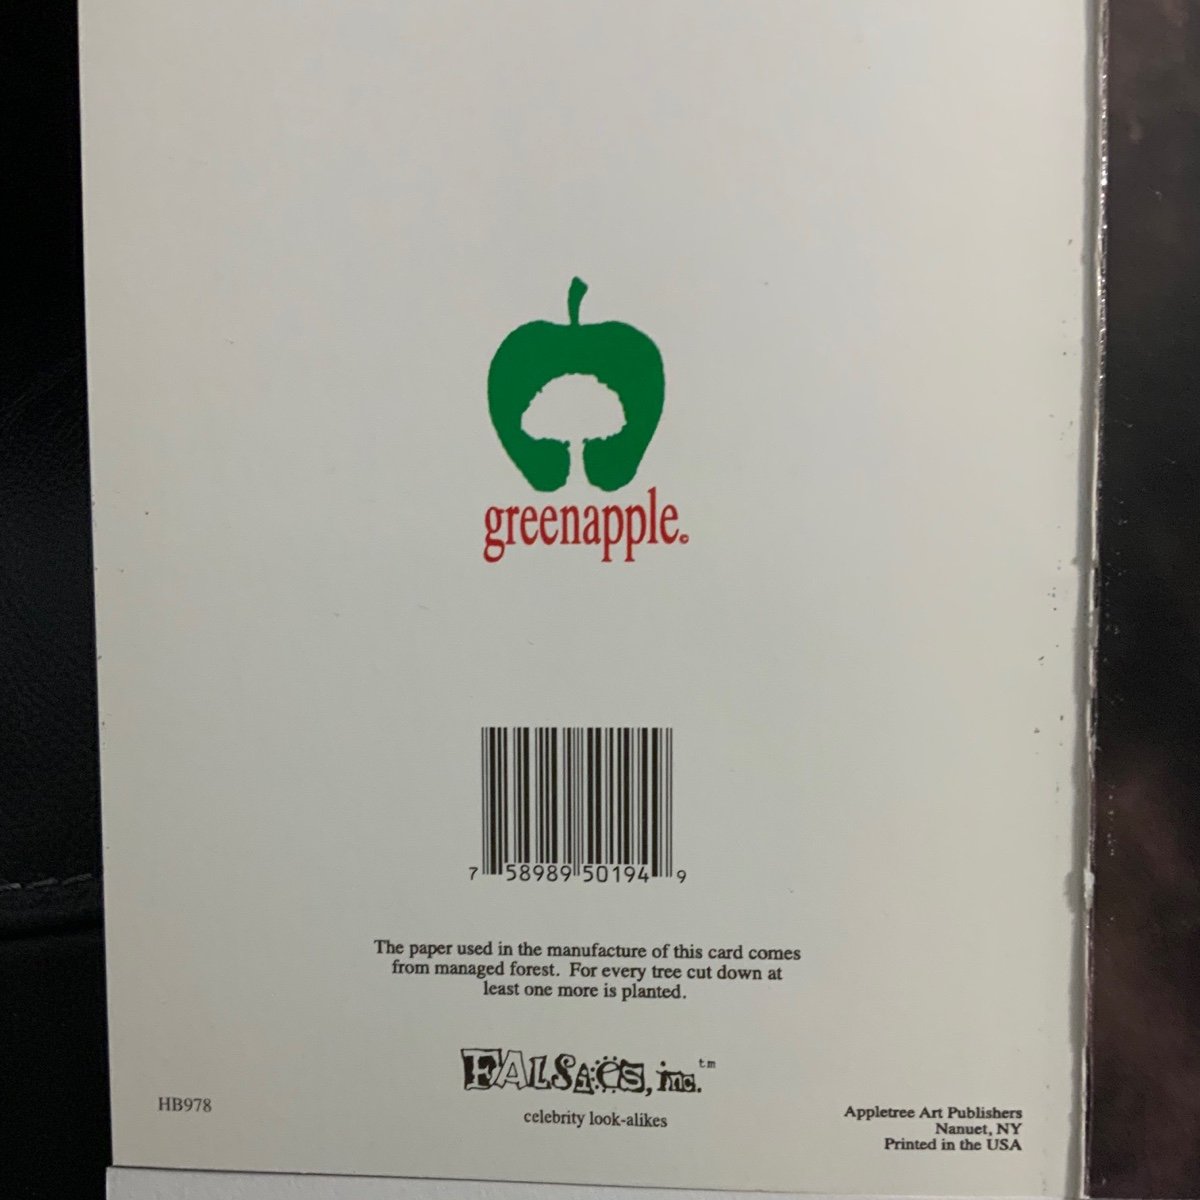 greenapple.©
7 58989 50194 9
The paper used in the manufacture of this card comes
from managed forest. For every tree cut down at
least one more is planted.
FALSACES, inc.™
celebrity look-alikes
HB978
Appletree Art Publishers
Nanuet, NY
Printed in the USA